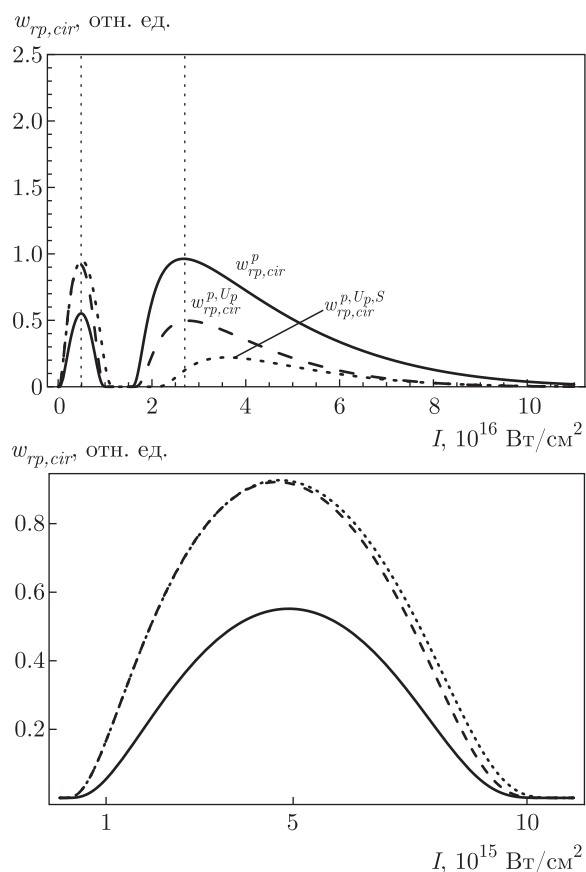 w_{rp,cir}, отн. ед.
2.5
2.0
1.5
1.0
0.5
0
w^{p}_{rp,cir}
w^{p,U_p}_{rp,cir}
w^{p,U_p,S}_{rp,cir}
0 2 4 6 8 10
I, 10^{16} Вт/см^{2}
w_{rp,cir}, отн. ед.
0.8
0.6
0.4
0.2
1 5 10
I, 10^{15} Вт/см^{2}